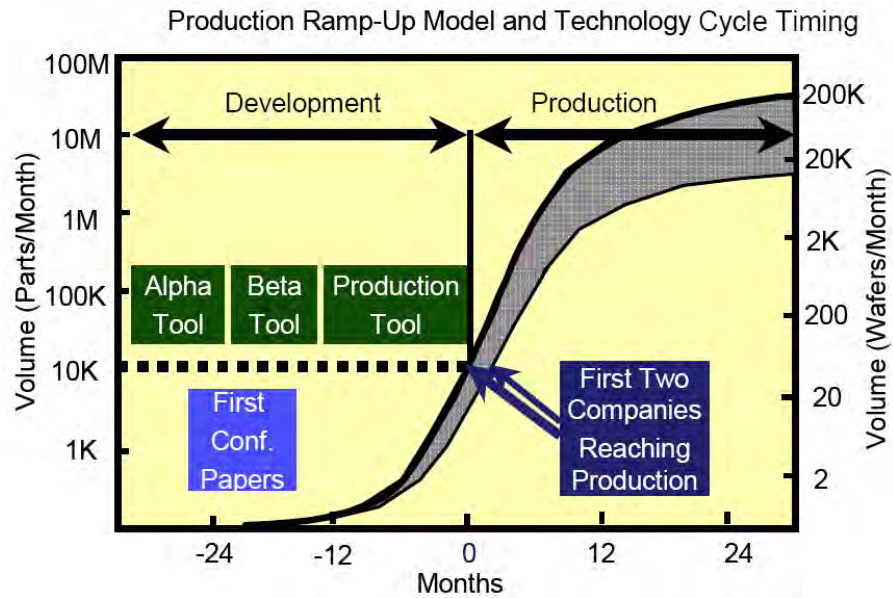 Production Ramp-Up Model and Technology Cycle Timing
Volume (Parts/Month)
100M
10M
1M
100K
10K
1K
Development
Production
Alpha
Tool
Beta
Tool
Production
Tool
First
Conf.
Papers
First Two
Companies
Reaching
Production
200K
20K
2K
200
20
2
Volume (Wafers/Month)
-24
-12
0
12
24
Months